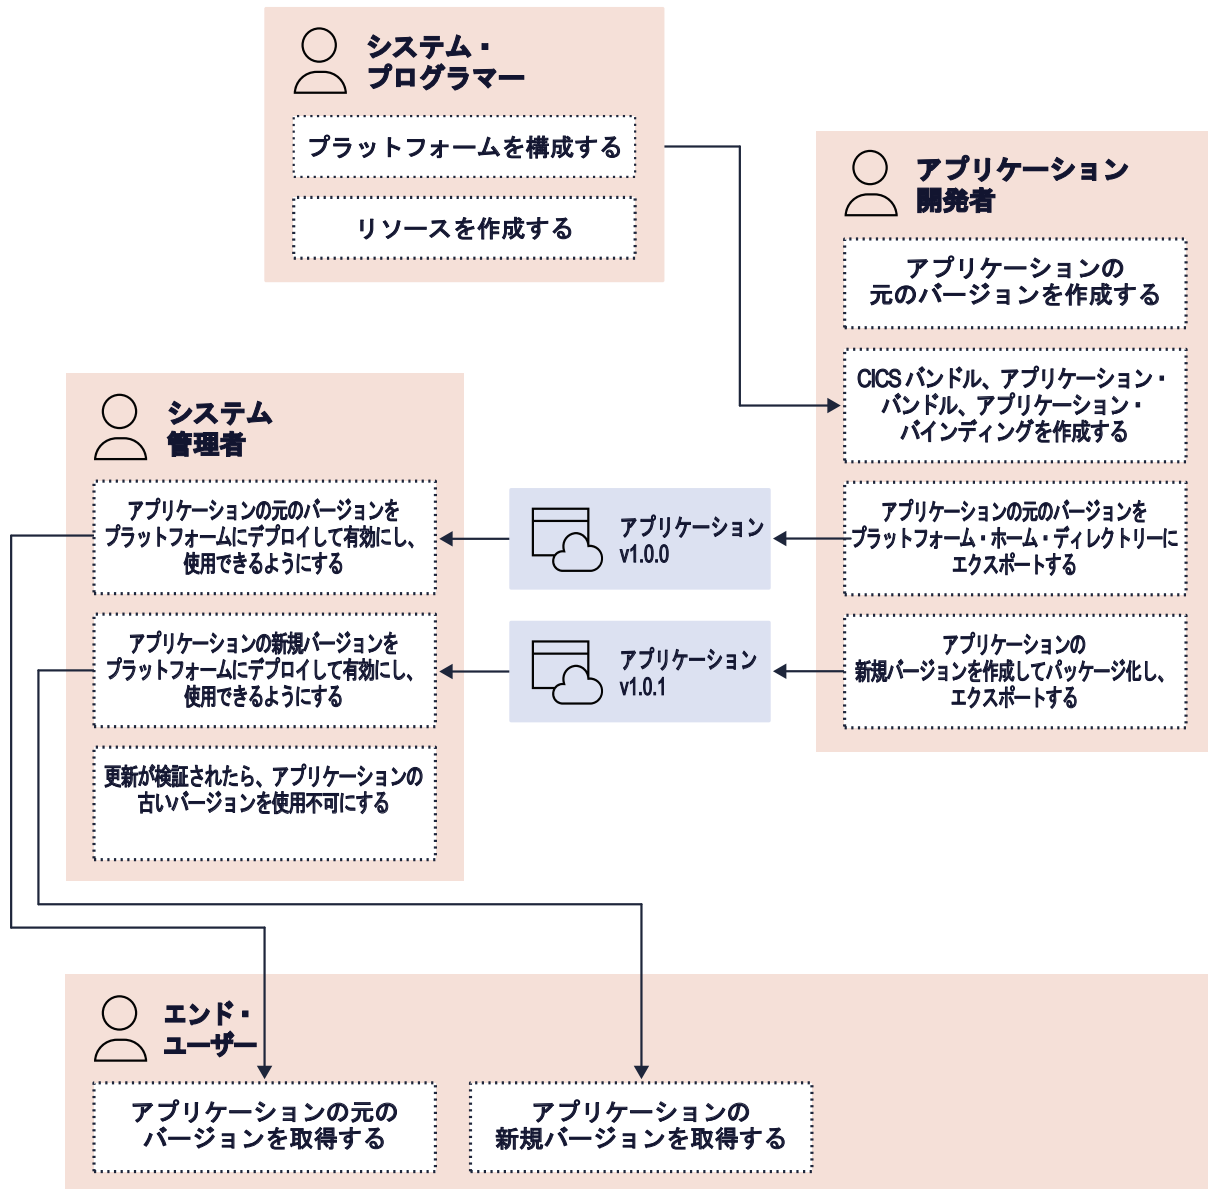 システム・
プログラマー
プラットフォームを構成する
リソースを作成する
アプリケーション
開発者
アプリケーションの
元のバージョンを作成する
CICS バンドル、アプリケーション・
バンドル、アプリケーション・
バインディングを作成する
アプリケーションの元のバージョンを
プラットフォーム・ホーム・ディレクトリーに
エクスポートする
アプリケーションの
新規バージョンを作成してパッケージ化し、
エクスポートする
アプリケーション
v1.0.0
アプリケーション
v1.0.1
システム
管理者
アプリケーションの元のバージョンを
プラットフォームにデプロイして有効にし、
使用できるようにする
アプリケーションの新規バージョンを
プラットフォームにデプロイして有効にし、
使用できるようにする
更新が検証されたら、アプリケーションの
古いバージョンを使用不可にする
エンド・
ユーザー
アプリケーションの元の
バージョンを取得する
アプリケーションの
新規バージョンを取得する